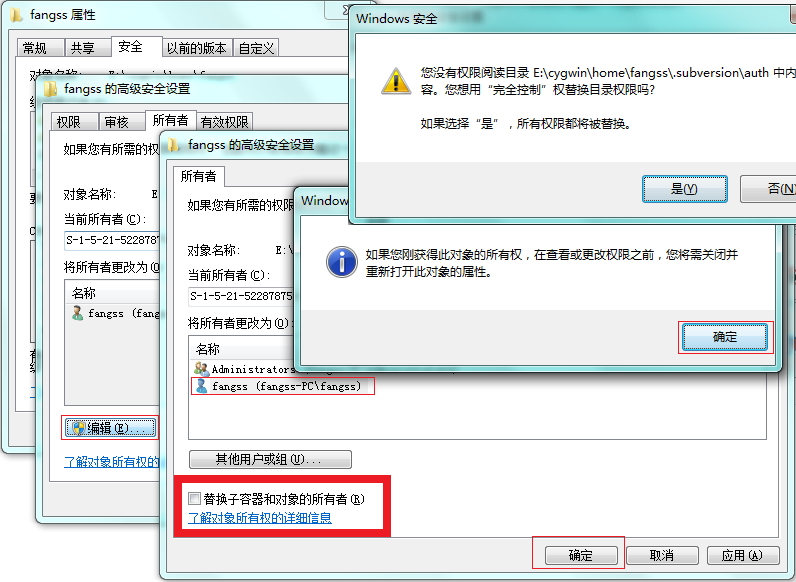 fangss 属性
常规
共享
安全
以前的版本
自定义
fangss 的高级安全设置
权限
审核
所有者
有效权限
如果您有所需的权
对象名称:
E
当前所有者(C):
S-1-5-21-5228787
将所有者更改为(O
名称
fangss (fang
编辑(E)...
了解对象所有权的
fangss 的高级安全设置
所有者
如果您有所需的权限
对象名称:
E:\
当前所有者(C):
S-1-5-21-52287875
将所有者更改为(O):
名称
Administrators
fangss (fangss-PC\fangss)
其他用户或组(U)...
替换子容器和对象的所有者(R)
了解对象所有权的详细信息
确定
取消
应用(A)
Windows 安全
您没有权限阅读目录 E:\cygwin\home\fangss\.subversion\auth 中内
容。您想用“完全控制”权替换目录权限吗?
如果选择“是”，所有权限都将被替换。
是(Y)
否(N)
Window
如果您刚获得此对象的所有权，在查看或更改权限之前，您将需关闭并
重新打开此对象的属性。
确定